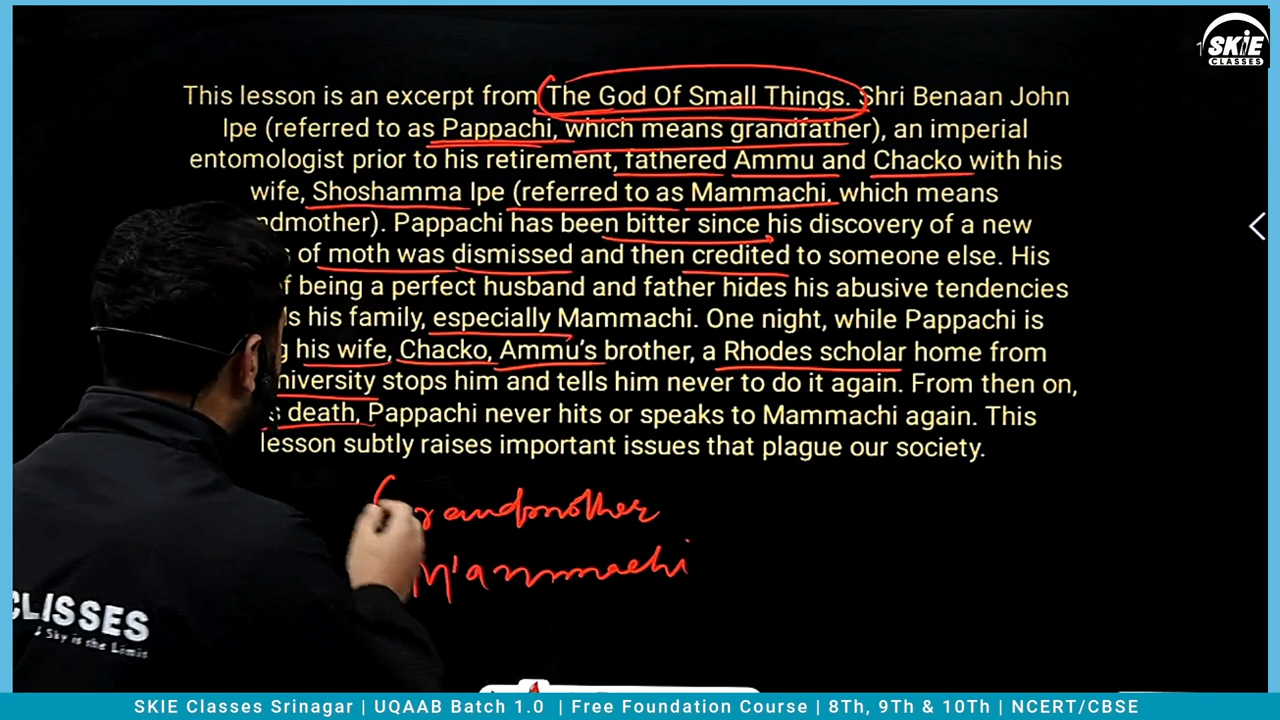 SKiE
CLASSES
This lesson is an excerpt from The God Of Small Things. Shri Benaan John
Ipe (referred to as Pappachi, which means grandfather), an imperial
entomologist prior to his retirement, fathered Ammu and Chacko with his
wife, Shoshamma Ipe (referred to as Mammachi, which means
Pappachi has been bitter since his discovery of a new
of moth was dismissed and then credited to someone else. His
being a perfect husband and father hides his abusive tendencies
his family, especially Mammachi. One night, while Pappachi is
his wife, Chacko, Ammu's brother, a Rhodes scholar home from
stops him and tells him never to do it again. From then on,
death, Pappachi never hits or speaks to Mammachi again. This
lesson subtly raises important issues that plague our society.
Grandmother
Mammachi
CLISSES
Sky is the Limit
SKIE Classes Srinagar | UQAAB Batch 1.0 | Free Foundation Course | 8Th, 9Th & 10Th | NCERT/CBSE